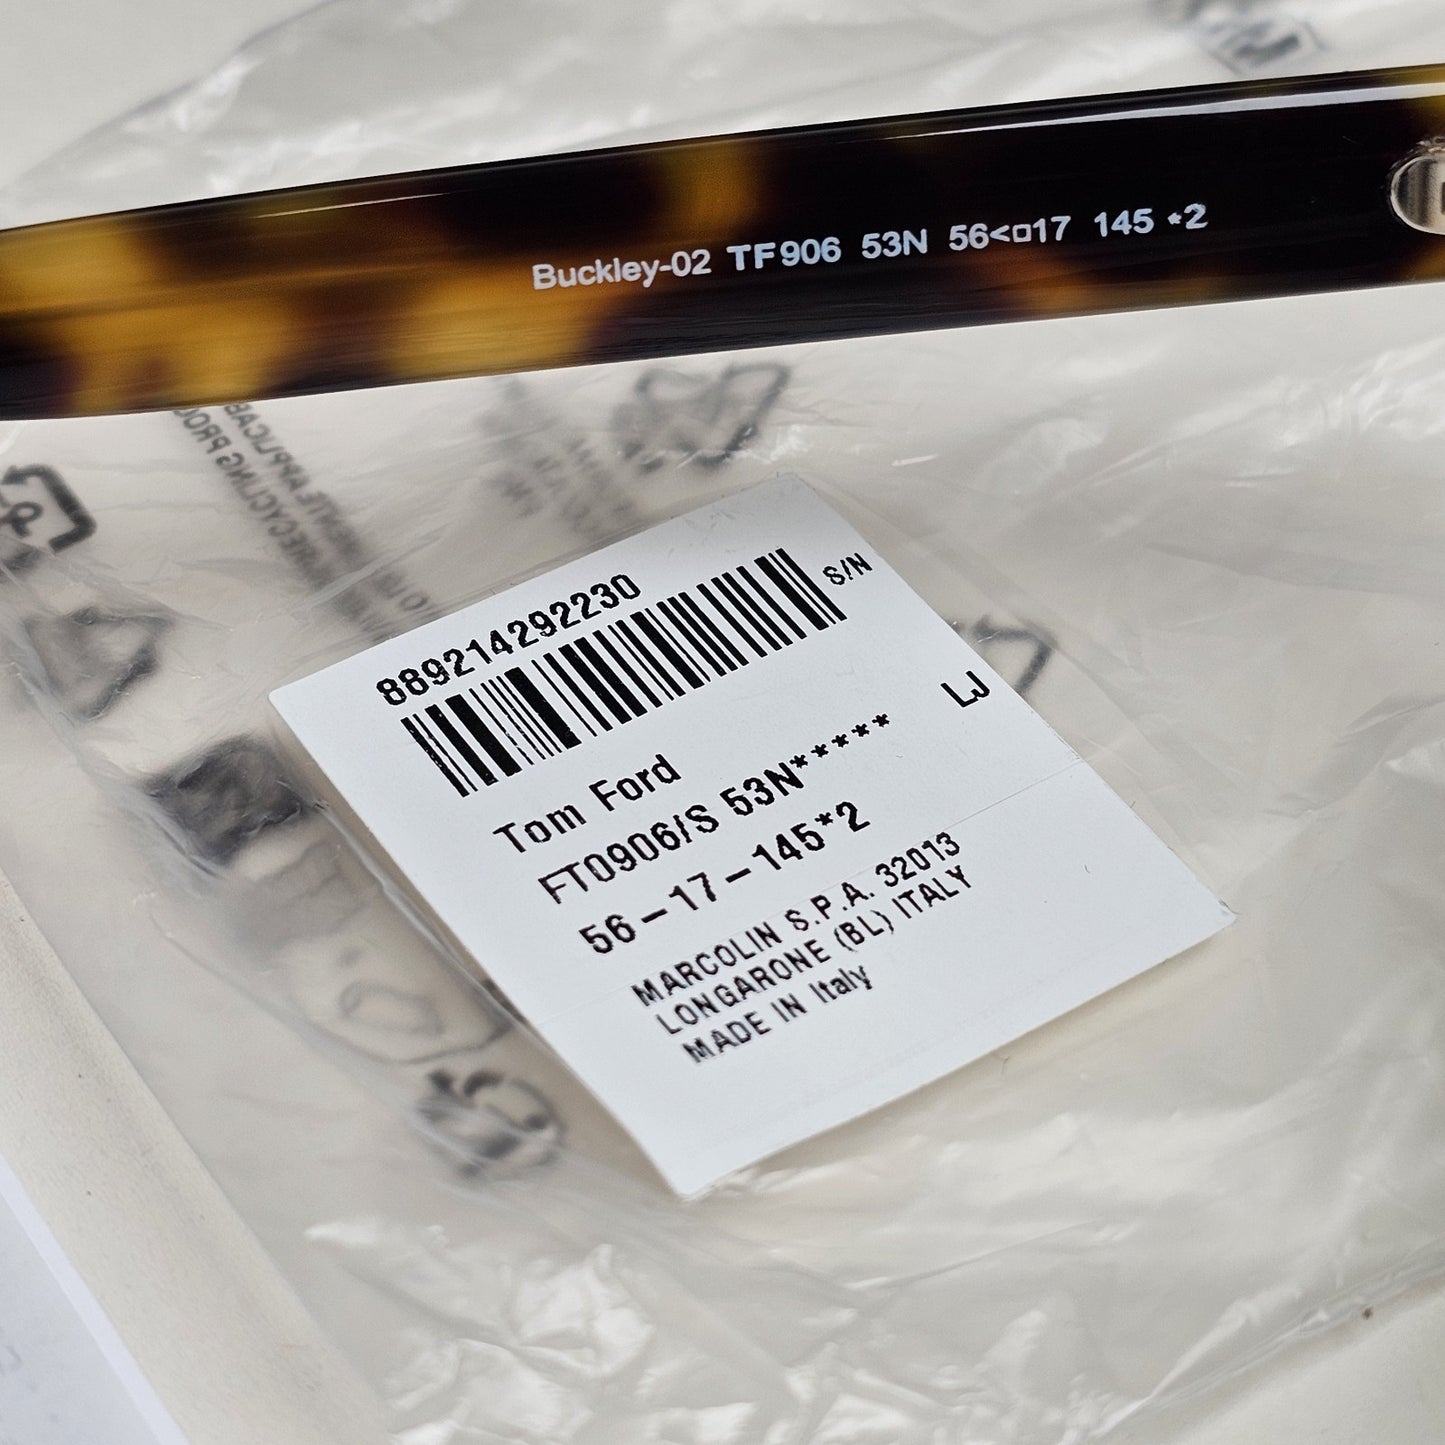 Buckley-02 TF906 53N 56<□17 145 *2
889214292230
S/N
Tom Ford
FT0906/S 53N***** LJ
56-17-145*2
MARCOLIN S.P.A. 32013
LONGARONE (BL) ITALY
MADE IN Italy